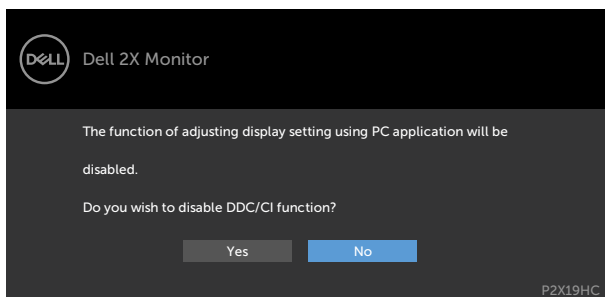 DELL
Dell 2X Monitor
The function of adjusting display setting using PC application will be
disabled.
Do you wish to disable DDC/CI function?
Yes
No
P2X19HC